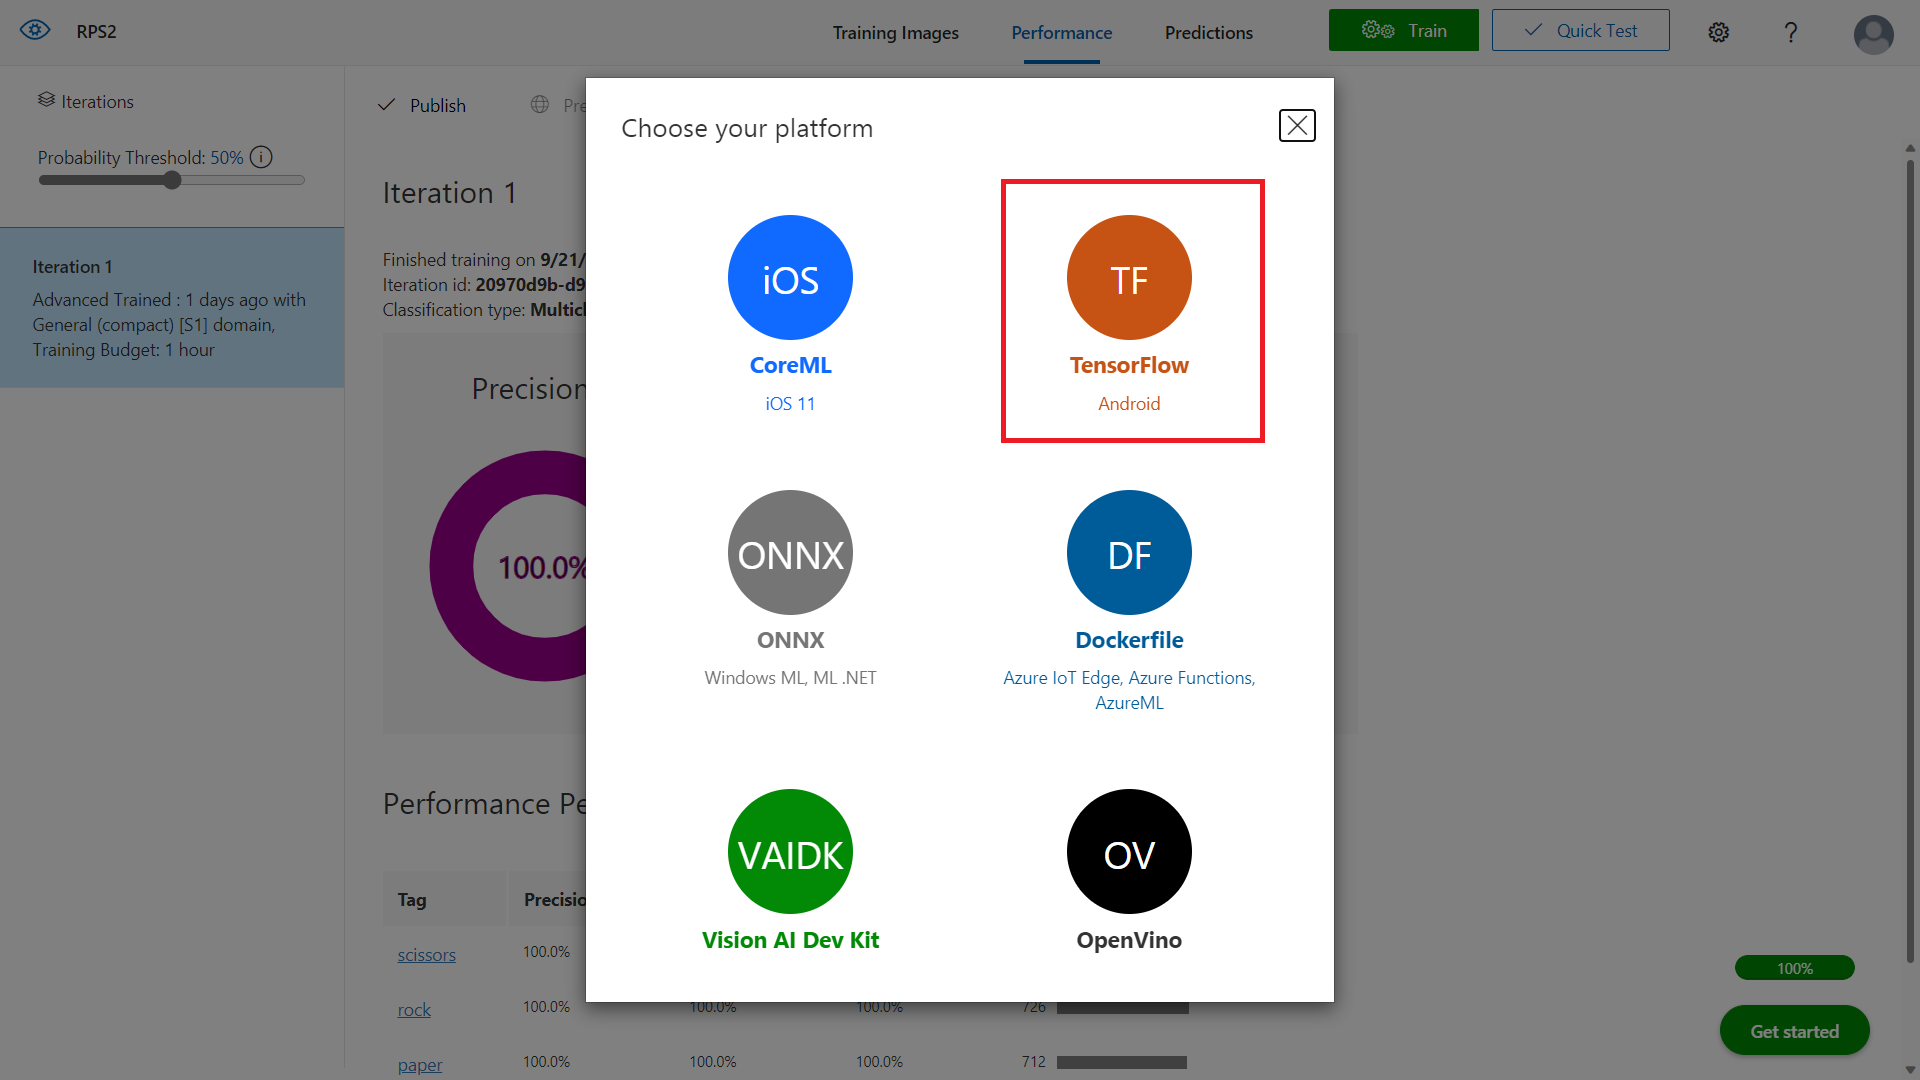 RPS2
Training Images
Performance
Predictions
Train
Quick Test
?
Iterations
Probability Threshold: 50%
Iteration 1
Advanced Trained : 1 days ago with
General (compact) [S1] domain,
Training Budget: 1 hour
Publish
Iteration 1
Finished training on 9/21/
Iteration id: 20970d9b-d9
Classification type:
Precision
100.0%
Performance
Tag
scissors 100.0%
rock 100.0% 100.0% 100.0% 726
paper 100.0% 100.0% 100.0% 712
Choose your platform
iOS
CoreML
iOS 11
TF
TensorFlow
Android
ONNX
ONNX
Windows ML, ML .NET
DF
Dockerfile
Azure IoT Edge, Azure Functions,
AzureML
VAIDK
Vision AI Dev Kit
OV
OpenVino
100%
Get started